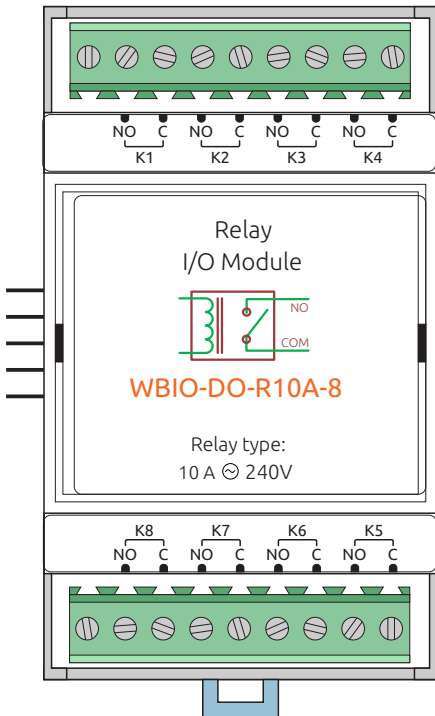 NO C NO C NO C NO C
K1 K2 K3 K4
Relay
I/O Module
NO
COM
WBIO-DO-R10A-8
Relay type:
10 A ~ 240V
K8 K7 K6 K5
NO C NO C NO C NO C